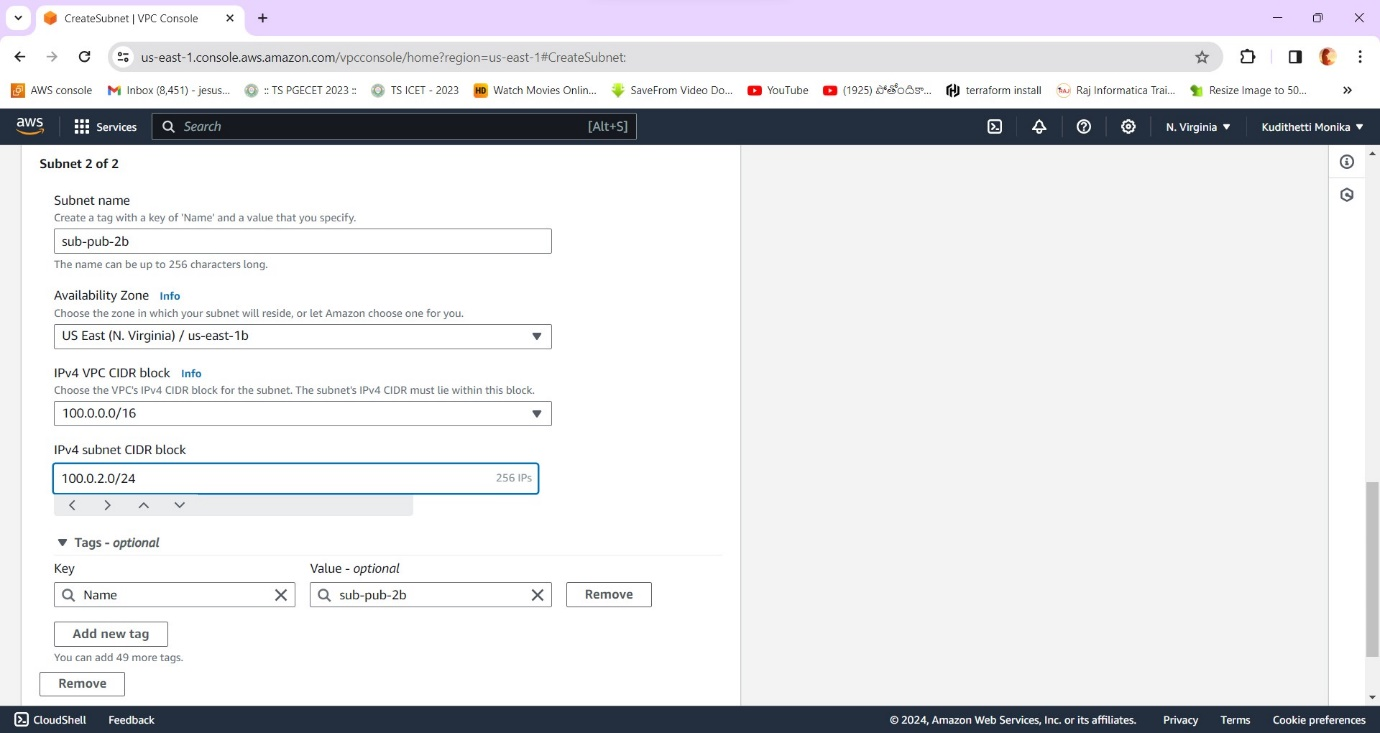 CreateSubnet | VPC Console
us-east-1.console.aws.amazon.com/vpcconsole/home?region=us-east-1#CreateSubnet:
AWS console Inbox (8,451) - jesus... :: TS PGECET 2023 :: TS ICET - 2023 Watch Movies Onlin... SaveFrom Video Do... YouTube (1925) terraform install Raj Informatica Trai... Resize Image to 50... »
aws Services Search [Alt+S] N. Virginia Kudithetti Monika
Subnet 2 of 2
Subnet name
Create a tag with a key of 'Name' and a value that you specify.
sub-pub-2b
The name can be up to 256 characters long.
Availability Zone Info
Choose the zone in which your subnet will reside, or let Amazon choose one for you.
US East (N. Virginia) / us-east-1b
IPv4 VPC CIDR block Info
Choose the VPC's IPv4 CIDR block for the subnet. The subnet's IPv4 CIDR must lie within this block.
100.0.0.0/16
IPv4 subnet CIDR block
100.0.2.0/24 256 IPs
Tags - optional
Key Value - optional
Name sub-pub-2b Remove
Add new tag
You can add 49 more tags.
Remove
CloudShell Feedback © 2024, Amazon Web Services, Inc. or its affiliates. Privacy Terms Cookie preferences